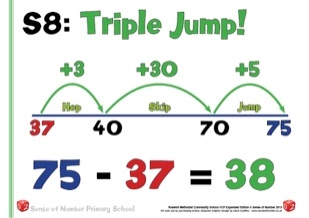 S8: Triple Jump!
+3 +30 +5
Hop Skip Jump
37 40 70 75
75 - 37 = 38
Sense of Number Primary School